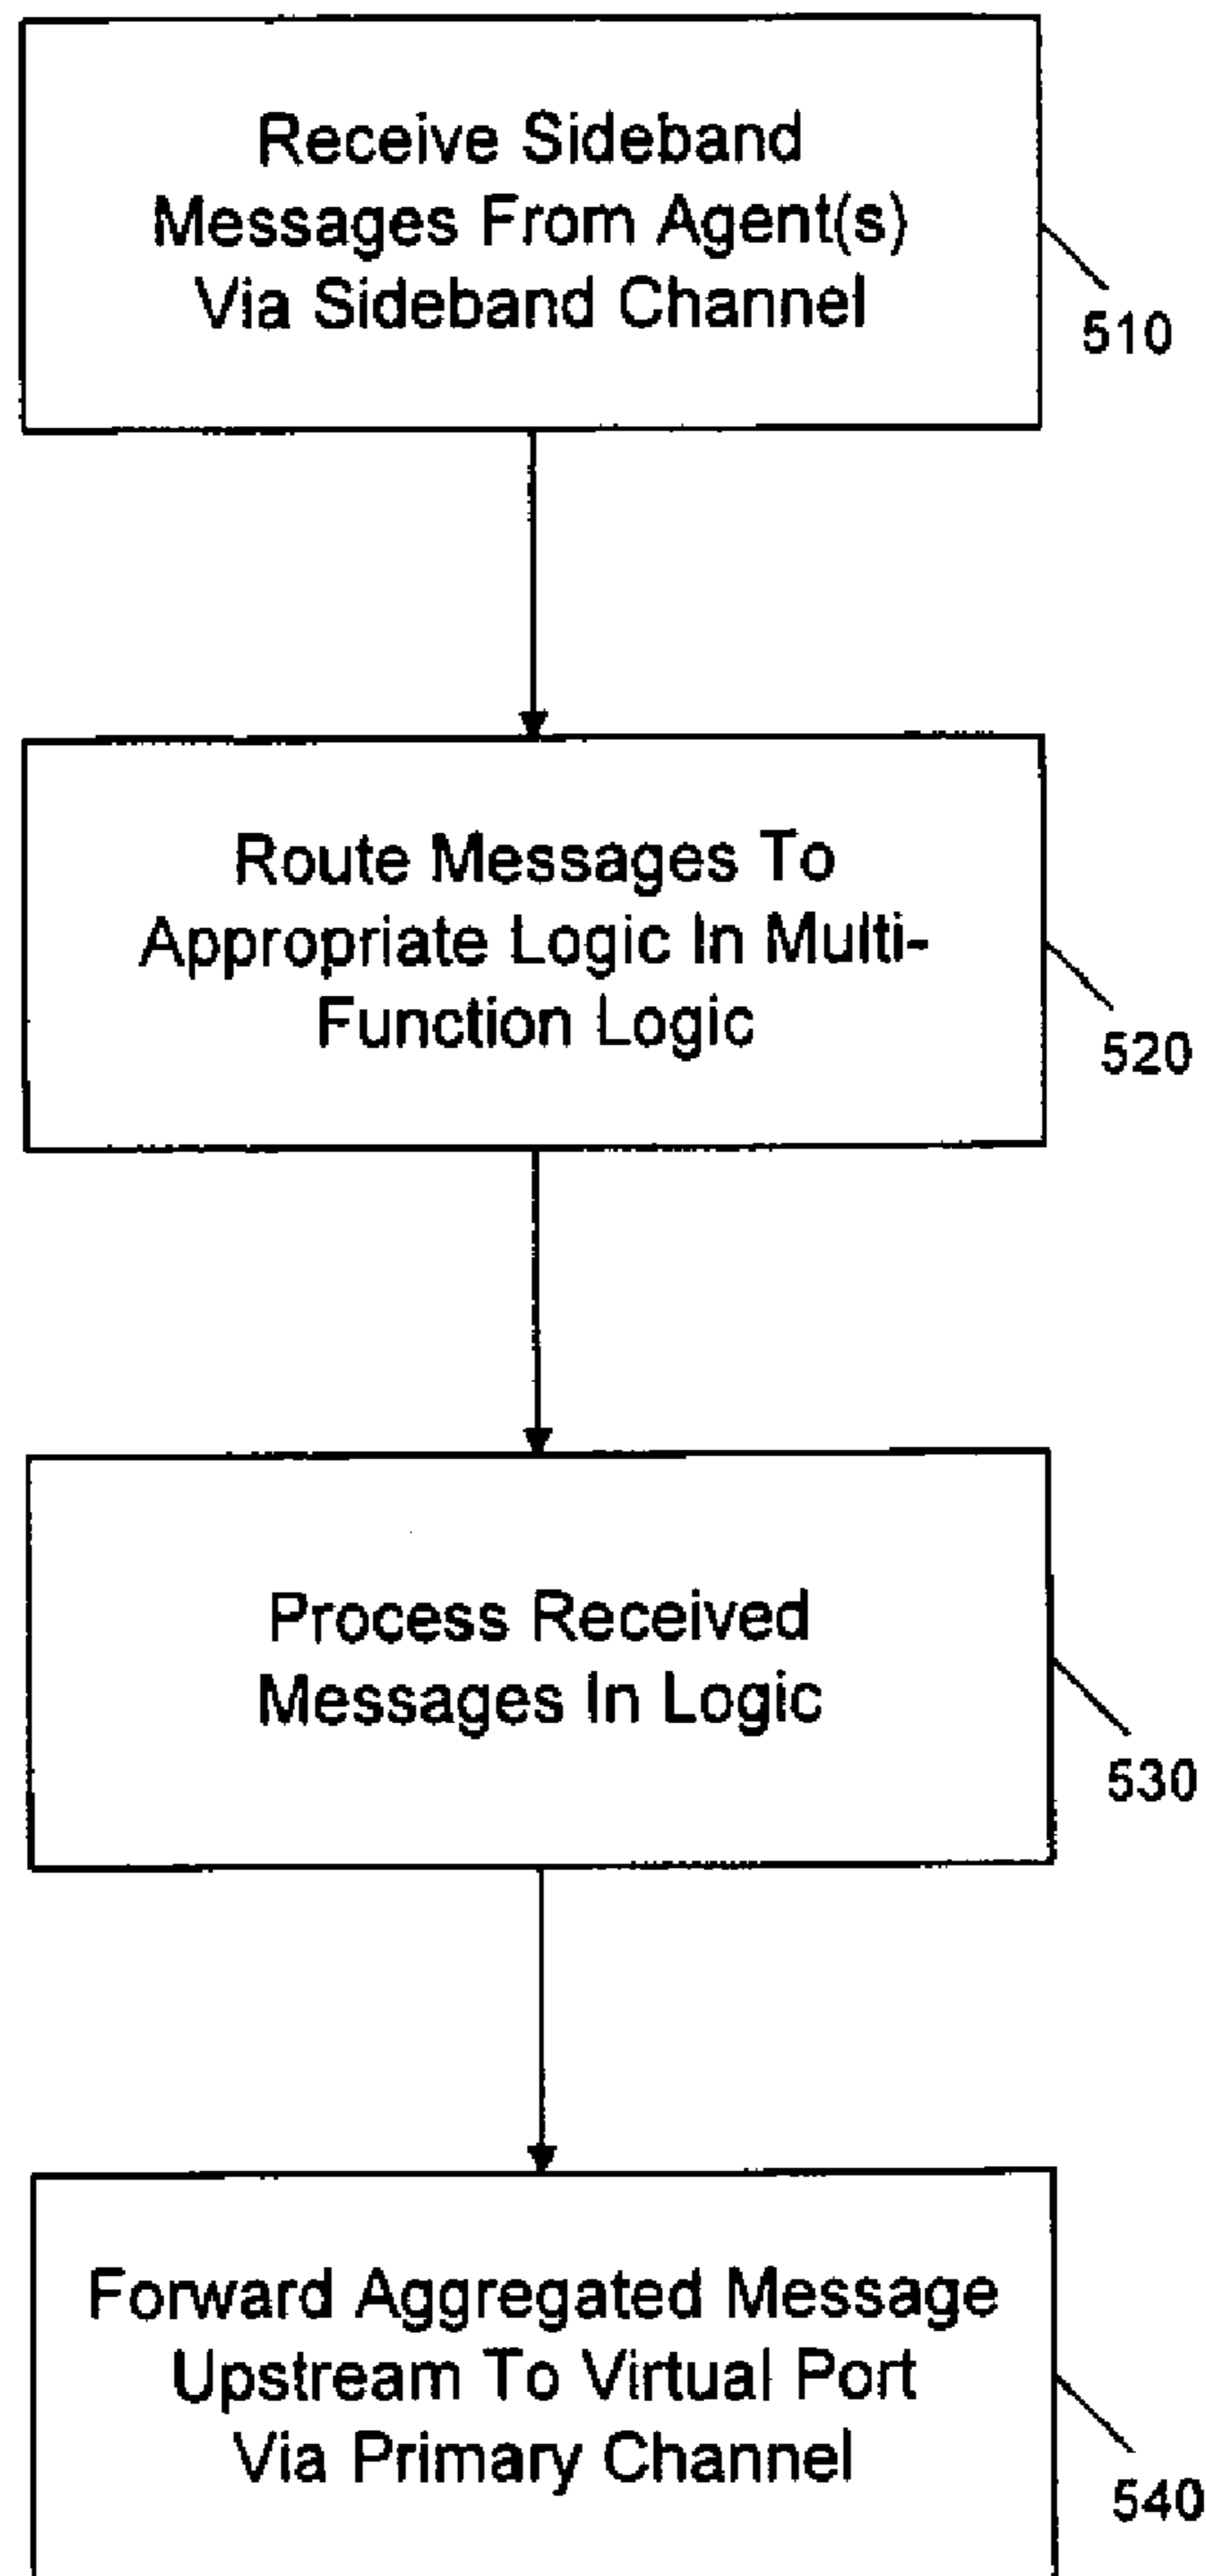 Receive Sideband
Messages From Agent(s)
Via Sideband Channel
510
Route Messages To
Appropriate Logic In Multi-
Function Logic
520
Process Received
Messages In Logic
530
Forward Aggregated Message
Upstream To Virtual Port
Via Primary Channel
540